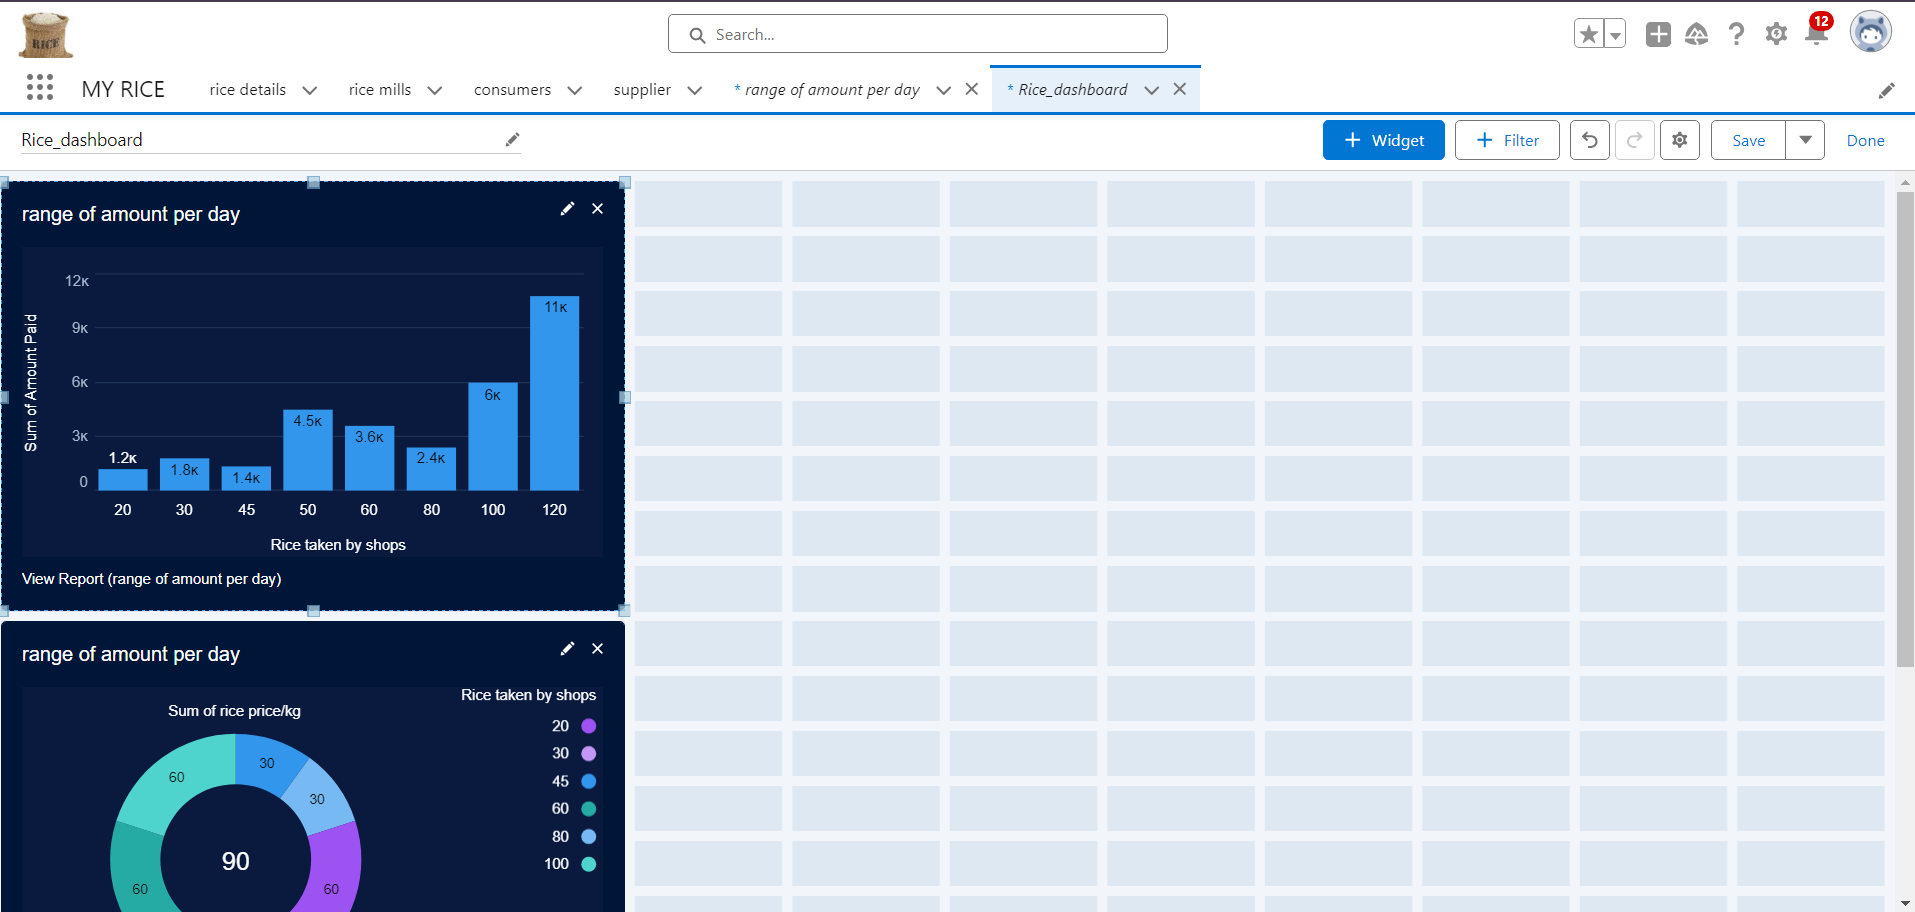 RICE
Search...
12
MY RICE
rice details
rice mills
consumers
supplier
* range of amount per day
* Rice_dashboard
Rice_dashboard
+ Widget
+ Filter
Save
Done
range of amount per day
Sum of Amount Paid
12K
9K
6K
3K
0
1.2K
1.8K
1.4K
4.5K
3.6K
2.4K
6K
11K
20 30 45 50 60 80 100 120
Rice taken by shops
View Report (range of amount per day)
range of amount per day
Rice taken by shops
Sum of rice price/kg
20
30
45
60
80
100
30
30
60
60
60
90